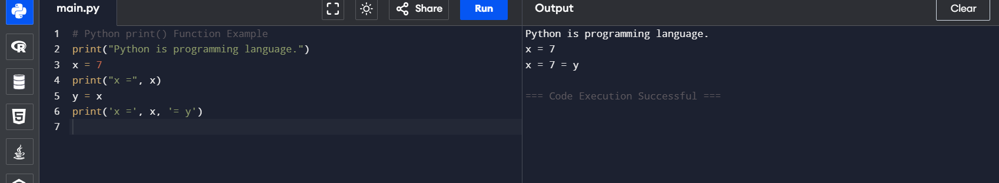 main.py
Share
Run
Output
Clear
1 # Python print() Function Example
2 print("Python is programming language.")
3 x = 7
4 print("x =", x)
5 y = x
6 print('x =', x, '= y')
7
Python is programming language.
x = 7
x = 7 = y
=== Code Execution Successful ===